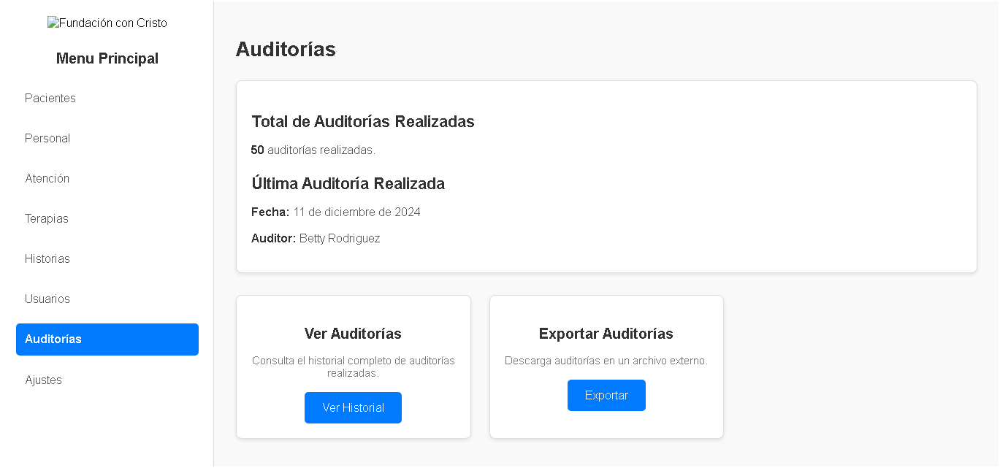 Fundación con Cristo
Menu Principal
Pacientes
Personal
Atención
Terapias
Historias
Usuarios
Auditorías
Ajustes
Auditorías
Total de Auditorías Realizadas
50 auditorías realizadas.
Última Auditoría Realizada
Fecha: 11 de diciembre de 2024
Auditor: Betty Rodriguez
Ver Auditorías
Consulta el historial completo de auditorías
realizadas.
Ver Historial
Exportar Auditorías
Descarga auditorías en un archivo externo.
Exportar